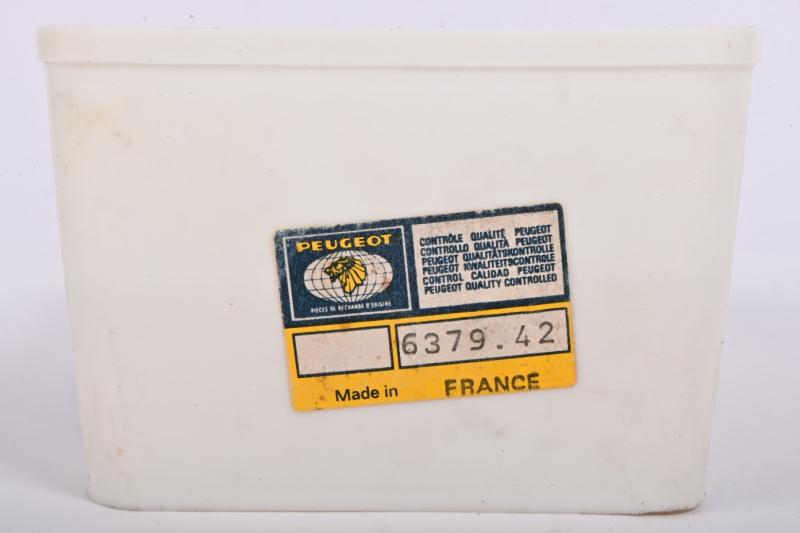 PEUGEOT
PIÈCES DE RECHANGE D'ORIGINE
CONTRÔLE QUALITÉ PEUGEOT
CONTROLLO QUALITÀ PEUGEOT
PEUGEOT QUALITÄTSKONTROLLE
PEUGEOT KWALITEITSCONTROLE
CONTROL CALIDAD PEUGEOT
PEUGEOT QUALITY CONTROLLED
6379.42
Made in FRANCE